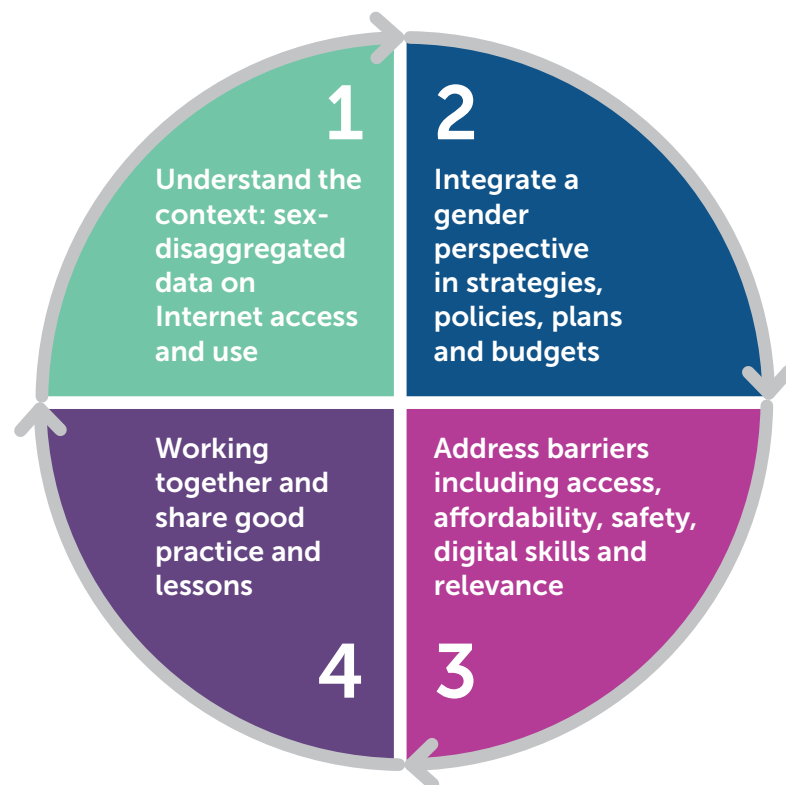 1
Understand the
context: sex-
disaggregated
data on
Internet access
and use
2
Integrate a
gender
perspective
in strategies,
policies, plans
and budgets
Address barriers
including access,
affordability, safety,
digital skills and
relevance
3
Working
together and
share good
practice and
lessons
4